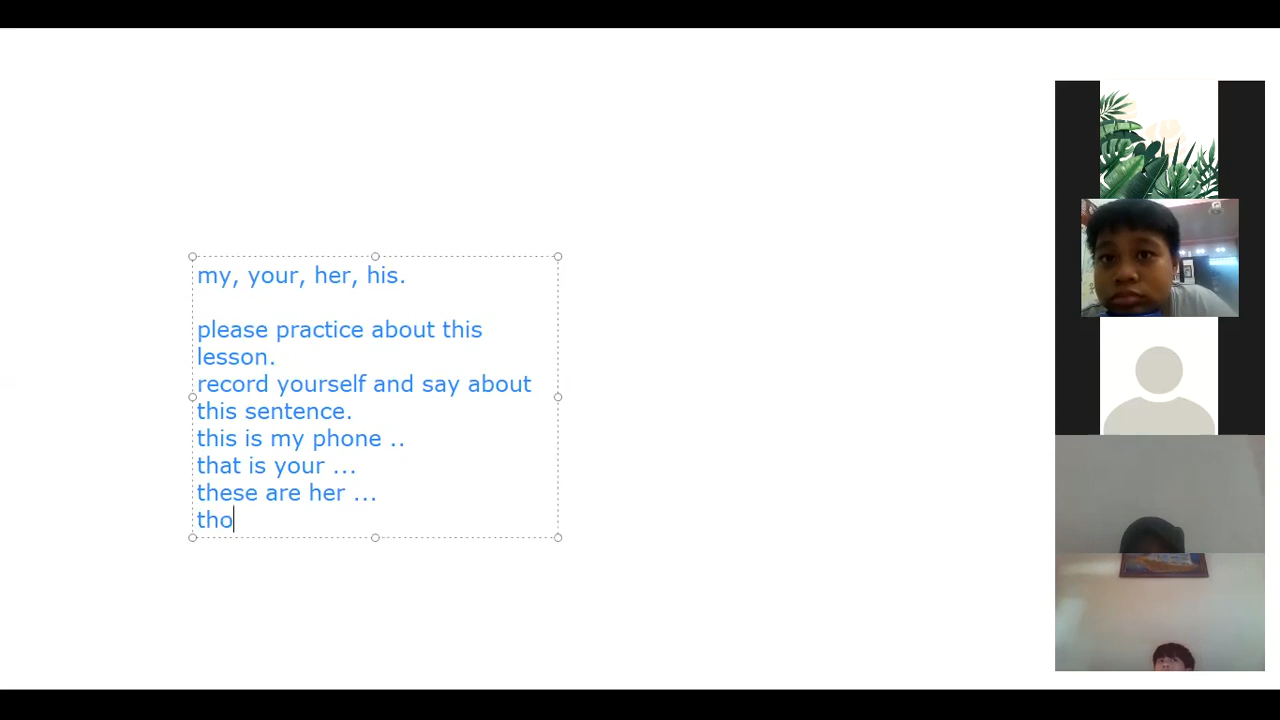 my, your, her, his.
please practice about this
lesson.
record yourself and say about
this sentence.
this is my phone ..
that is your ...
these are her ...
tho